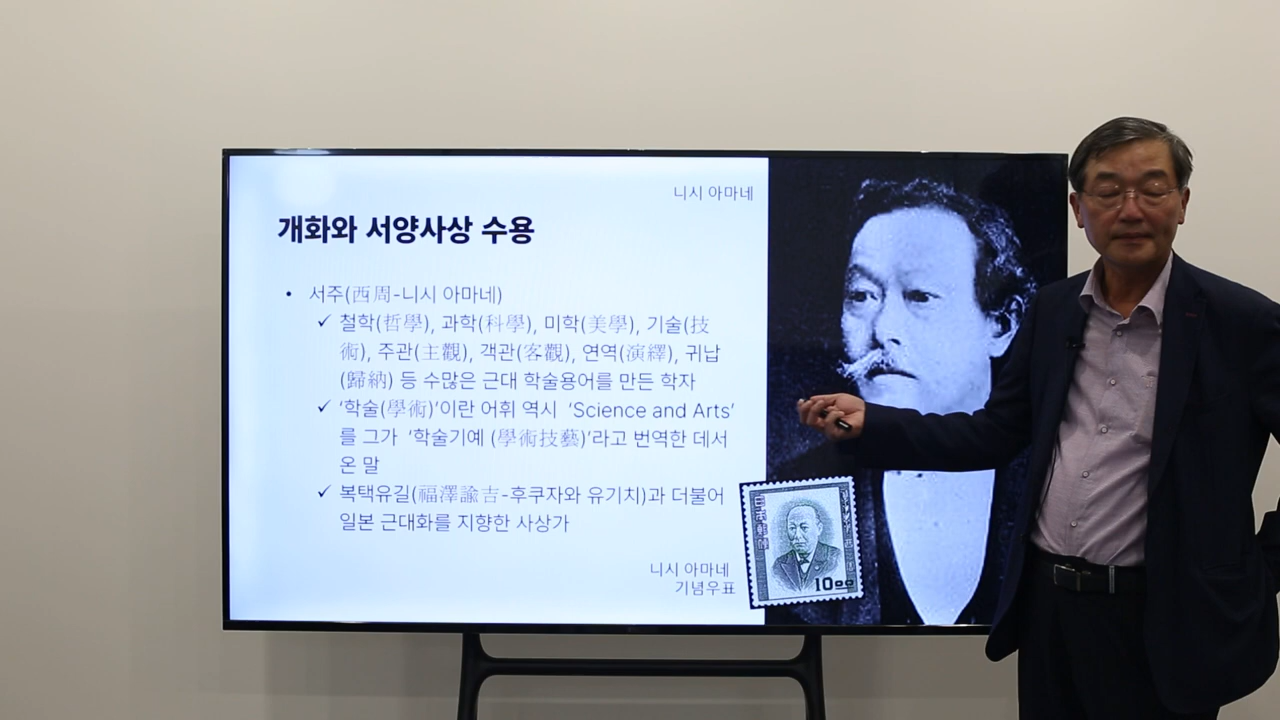 니시 아마네
개화와 서양사상 수용
• 서주(西周-니시 아마네)
✓ 철학(哲學), 과학(科學), 미학(美學), 기술(技
術), 주관(主觀), 객관(客觀), 연역(演繹), 귀납
(歸納) 등 수많은 근대 학술용어를 만든 학자
✓ ‘학술(學術)’이란 어휘 역시 ‘Science and Arts’
를 그가 ‘학술기예 (學術技藝)’라고 번역한 데서
온 말
✓ 복택유길(福澤諭吉-후쿠자와 유기치)과 더불어
일본 근대화를 지향한 사상가
니시 아마네
기념우표
日本郵便
1000